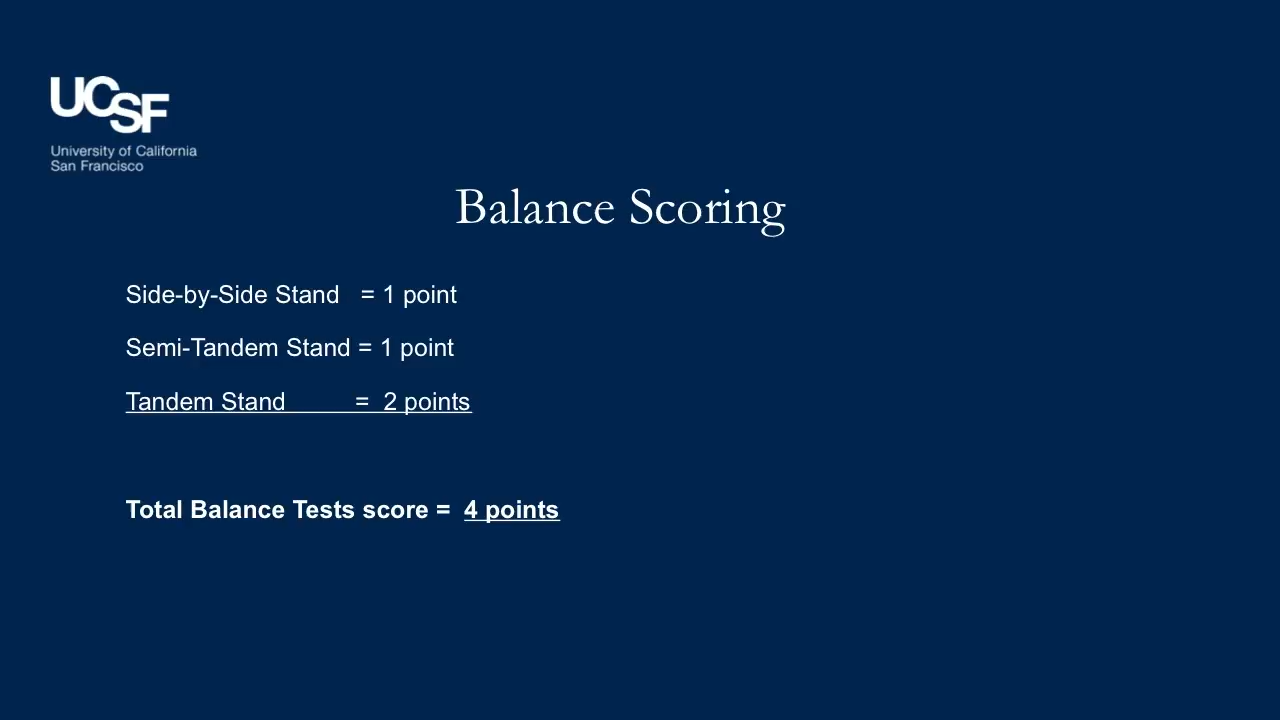 UCSF
University of California
San Francisco
Balance Scoring
Side-by-Side Stand = 1 point
Semi-Tandem Stand = 1 point
Tandem Stand = 2 points
Total Balance Tests score = 4 points